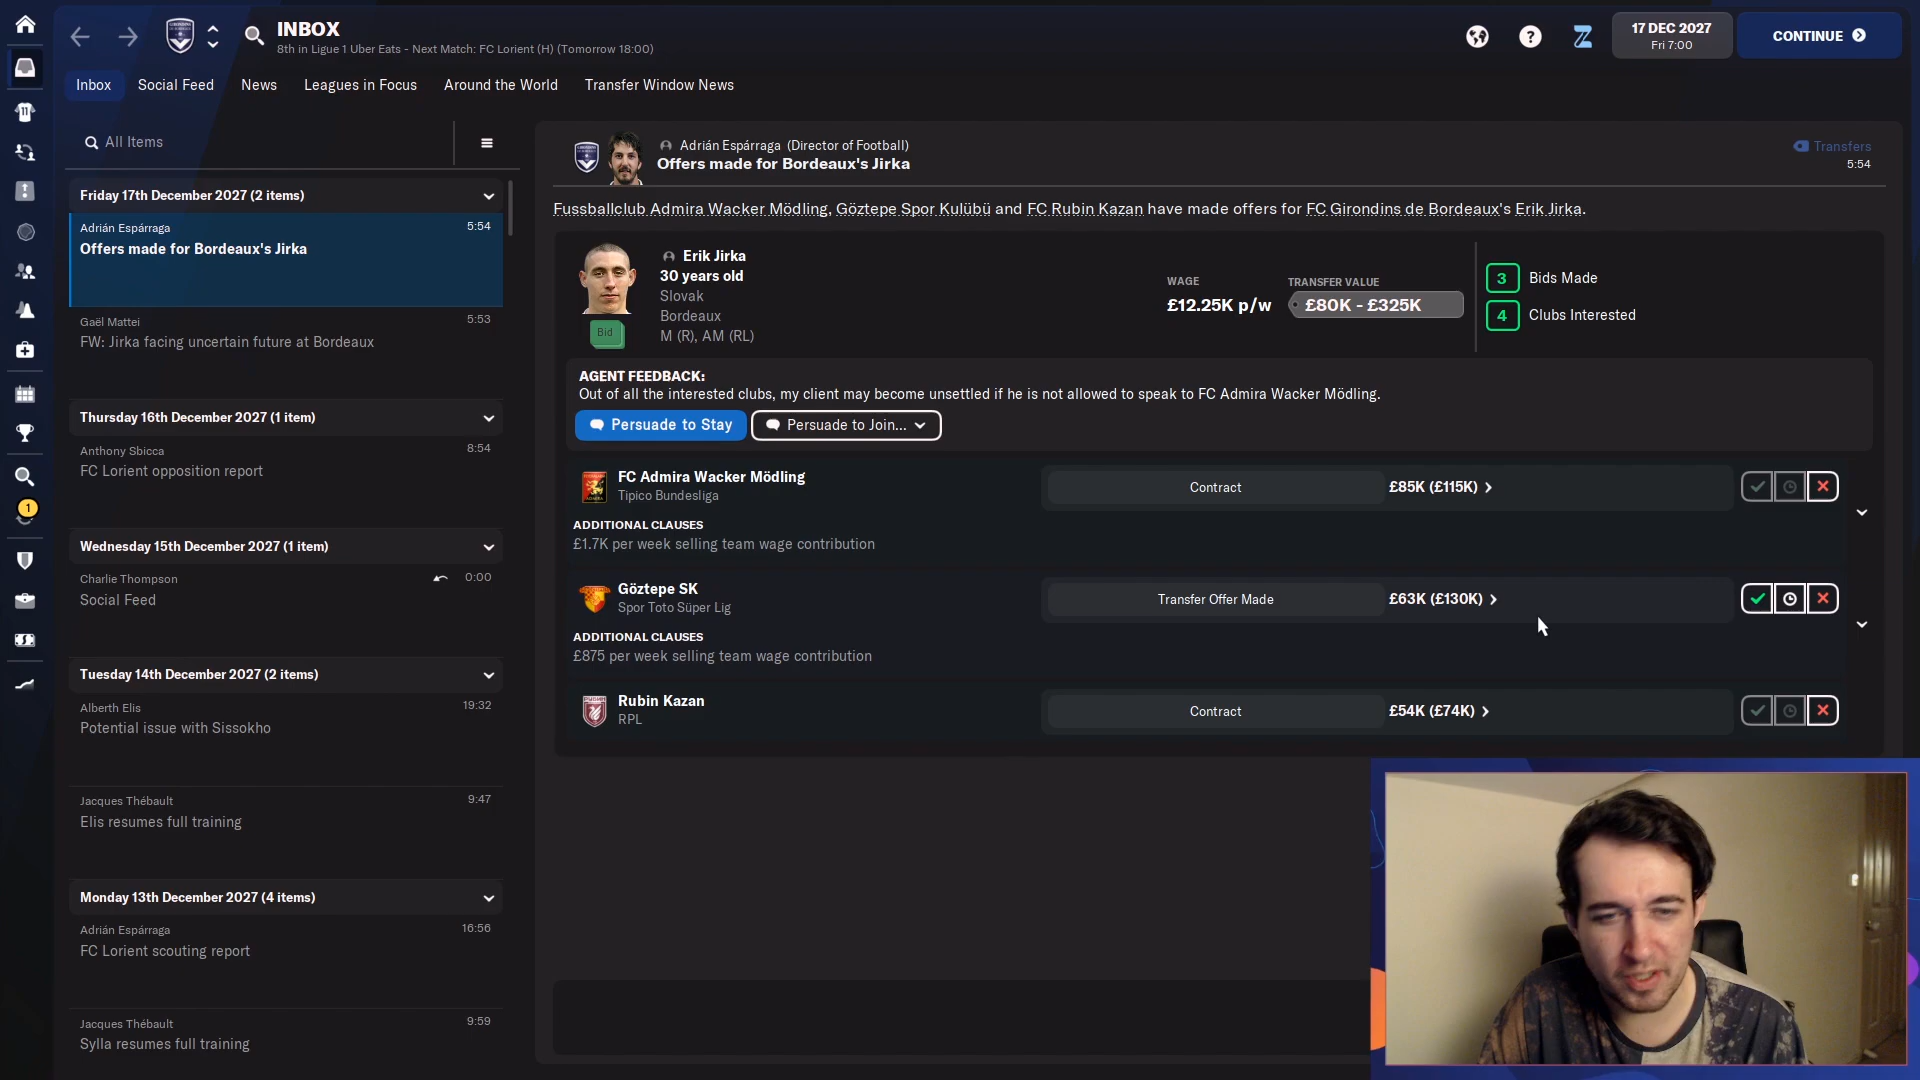 INBOX
8th in Ligue 1 Uber Eats - Next Match: FC Lorient (H) (Tomorrow 18:00)
17 DEC 2027
Fri 7:00
CONTINUE
Inbox
Social Feed
News
Leagues in Focus
Around the World
Transfer Window News
All Items
Friday 17th December 2027 (2 items)
Adrián Espárraga
5:54
Offers made for Bordeaux's Jirka
Gaël Mattei
5:53
FW: Jirka facing uncertain future at Bordeaux
Thursday 16th December 2027 (1 item)
Anthony Sbicca
8:54
FC Lorient opposition report
1
Wednesday 15th December 2027 (1 item)
Charlie Thompson
0:00
Social Feed
Tuesday 14th December 2027 (2 items)
Alberth Elis
19:32
Potential issue with Sissokho
Jacques Thébault
9:47
Elis resumes full training
Monday 13th December 2027 (4 items)
Adrián Espárraga
16:56
FC Lorient scouting report
Jacques Thébault
9:59
Sylla resumes full training
Adrián Espárraga (Director of Football)
Offers made for Bordeaux's Jirka
Transfers
5:54
Fussballclub Admira Wacker Mödling, Göztepe Spor Kulübü and FC Rubin Kazan have made offers for FC Girondins de Bordeaux's Erik Jirka.
Bid
Erik Jirka
30 years old
Slovak
Bordeaux
M (R), AM (RL)
WAGE
£12.25K p/w
TRANSFER VALUE
£80K - £325K
3 Bids Made
4 Clubs Interested
AGENT FEEDBACK:
Out of all the interested clubs, my client may become unsettled if he is not allowed to speak to FC Admira Wacker Mödling.
Persuade to Stay
Persuade to Join...
FC Admira Wacker Mödling
Tipico Bundesliga
Contract
£85K (£115K)
ADDITIONAL CLAUSES
£1.7K per week selling team wage contribution
Göztepe SK
Spor Toto Süper Lig
Transfer Offer Made
£63K (£130K)
ADDITIONAL CLAUSES
£875 per week selling team wage contribution
Rubin Kazan
RPL
Contract
£54K (£74K)